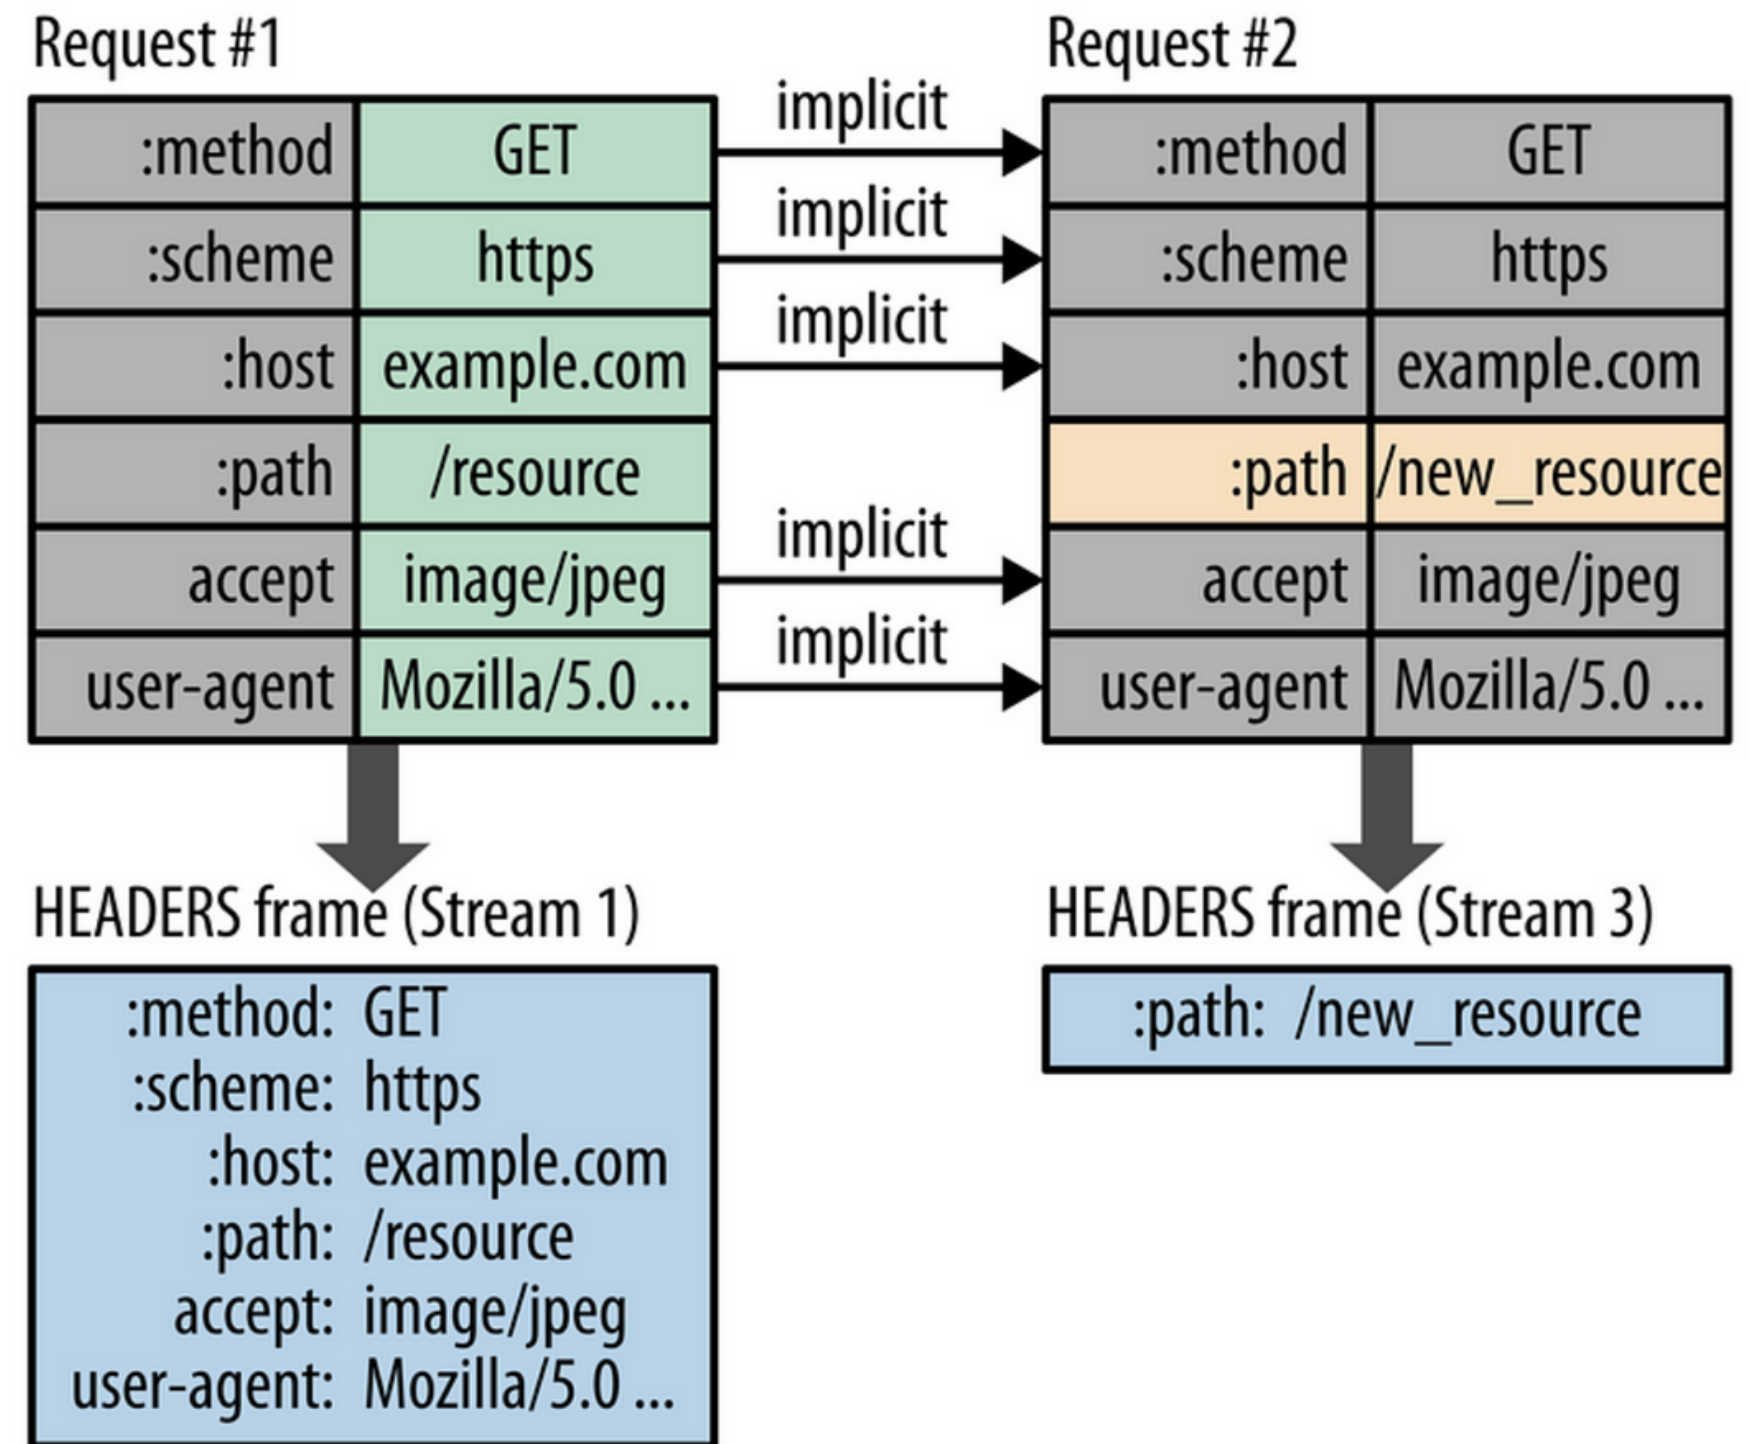 Request #1
:method GET
:scheme https
:host example.com
:path /resource
accept image/jpeg
user-agent Mozilla/5.0 ...
implicit
implicit
implicit
implicit
implicit
Request #2
:method GET
:scheme https
:host example.com
:path /new_resource
accept image/jpeg
user-agent Mozilla/5.0 ...
HEADERS frame (Stream 1)
:method: GET
:scheme: https
:host: example.com
:path: /resource
accept: image/jpeg
user-agent: Mozilla/5.0 ...
HEADERS frame (Stream 3)
:path: /new_resource